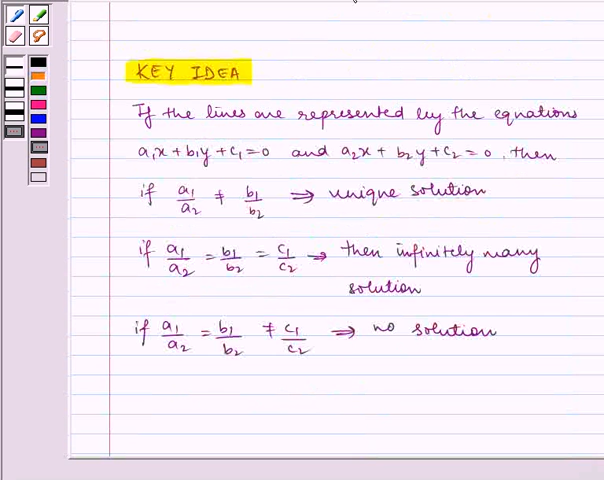 KEY IDEA
If the lines are represented by the equations
a₁x + b₁y + c₁ = 0 and a₂x + b₂y + c₂ = 0, then
if a₁/a₂ ≠ b₁/b₂ ⇒ unique solution
if a₁/a₂ = b₁/b₂ = c₁/c₂ → then infinitely many
solution
if a₁/a₂ = b₁/b₂ ≠ c₁/c₂ ⇒ no solution